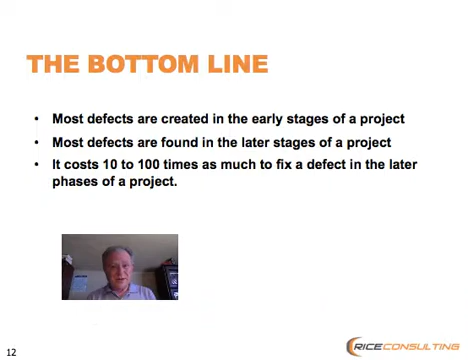 THE BOTTOM LINE
• Most defects are created in the early stages of a project
• Most defects are found in the later stages of a project
• It costs 10 to 100 times as much to fix a defect in the later
phases of a project.
12
RICECONSULTING